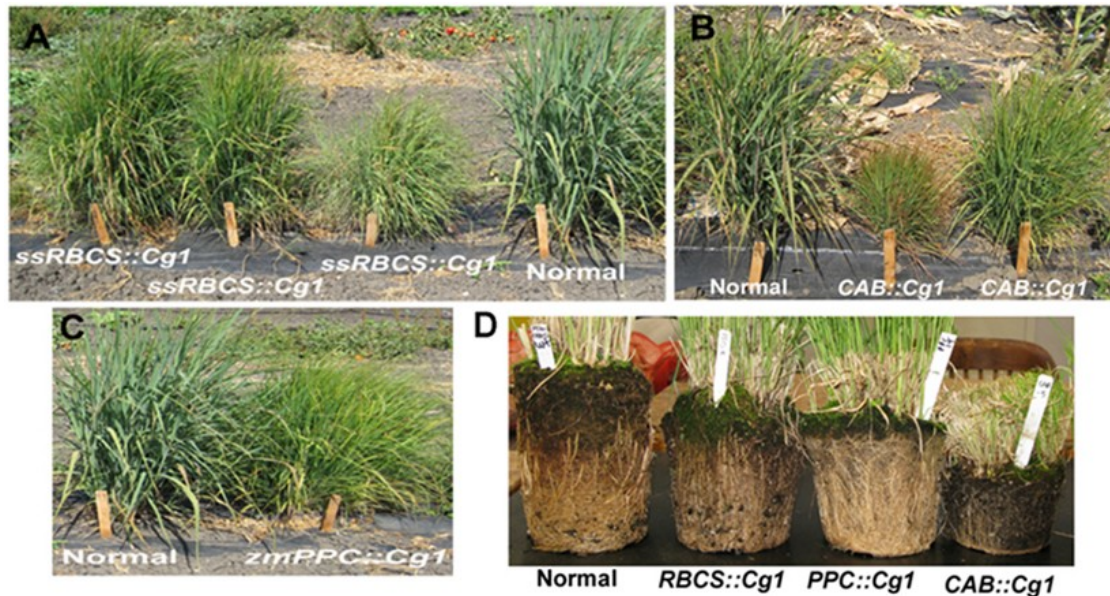 A
ssRBCS::Cg1
ssRBCS::Cg1
ssRBCS::Cg1
Normal
B
Normal
CAB::Cg1
CAB::Cg1
C
Normal
zmPPC::Cg1
D
Normal
RBCS::Cg1
PPC::Cg1
CAB::Cg1